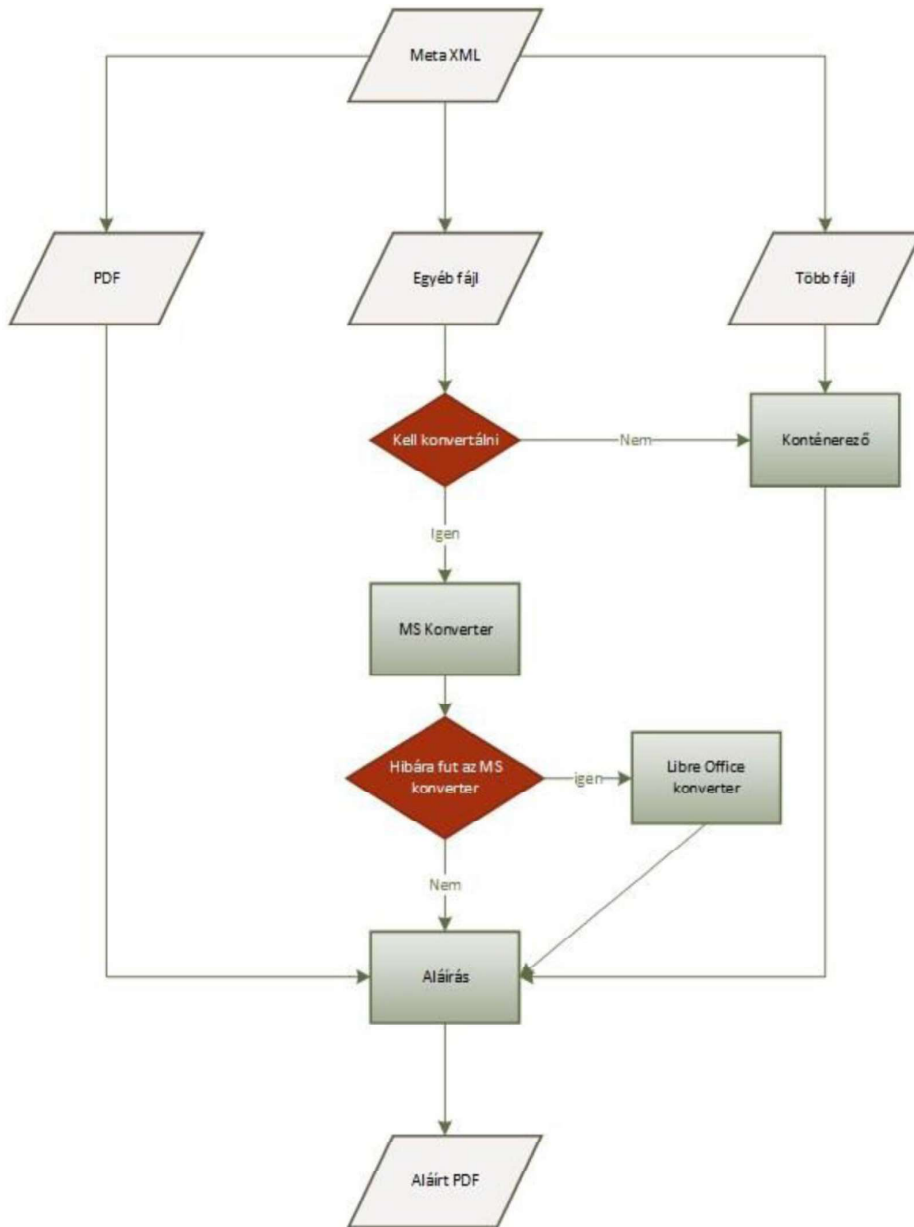 Meta XML
PDF
Egyéb fájl
Több fájl
Kell konvertálni
Nem
Konténerező
Igen
MS Konverter
Hibára fut az MS
konverter
igen
Libre Office
konverter
Nem
Aláírás
Aláírt PDF